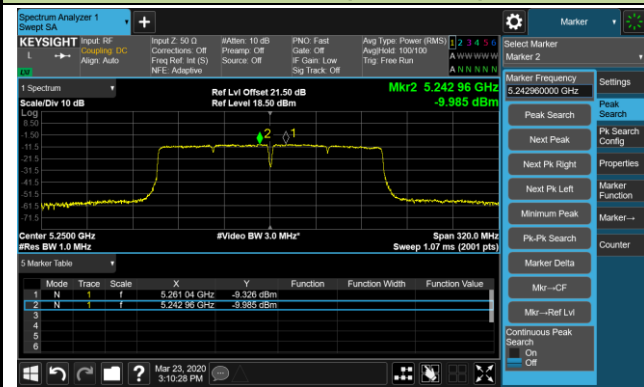 Spectrum Analyzer 1
Swept SA
Marker
KEYSIGHT
L
Input: RF
Coupling: DC
Align: Auto
Input Z: 50 Ω
Corrections: Off
Freq Ref: Int (S)
NFE: Adaptive
#Atten: 10 dB
Preamp: Off
Source: Off
PNO: Fast
Gate: Off
IF Gain: Low
Sig Track: Off
Avg Type: Power (RMS)
Avg|Hold: 100/100
Trig: Free Run
1 2 3 4 5 6
A W W W W W
A N N N N N
Select Marker
Marker 2
1 Spectrum
Scale/Div 10 dB
Ref Lvl Offset 21.50 dB
Ref Level 18.50 dBm
Mkr2 5.242 96 GHz
-9.985 dBm
Log
8.50
-1.50
-11.5
-21.5
-31.5
-41.5
-51.5
-61.5
-71.5
2
1
Center 5.2500 GHz
#Res BW 1.0 MHz
#Video BW 3.0 MHz*
Span 320.0 MHz
Sweep 1.07 ms (2001 pts)
5 Marker Table
Mode Trace Scale X Y Function Function Width Function Value
1 N 1 f 5.261 04 GHz -9.326 dBm
2 N 1 f 5.242 96 GHz -9.985 dBm
3
4
5
6
Mar 23, 2020
3:10:28 PM
Marker Frequency
5.242960000 GHz
Peak Search
Next Peak
Next Pk Right
Next Pk Left
Minimum Peak
Pk-Pk Search
Marker Delta
Mkr→CF
Mkr→Ref Lvl
Continuous Peak
Search
On
Off
Settings
Peak
Search
Pk Search
Config
Properties
Marker
Function
Marker→
Counter